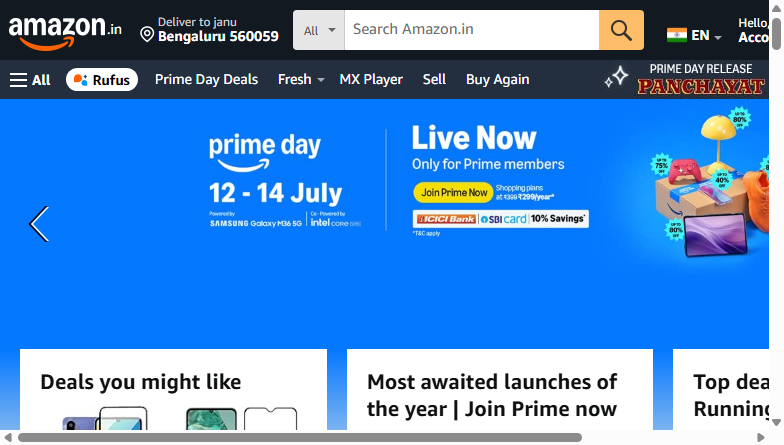 amazon.in
Deliver to janu
Bengaluru 560059
All
Search Amazon.in
EN
Hello,
Acco
All
Rufus
Prime Day Deals
Fresh
MX Player
Sell
Buy Again
PRIME DAY RELEASE
PANCHAYAT
prime day
12 - 14 July
Powered by
SAMSUNG Galaxy M36 5G
Co - Powered by
intel core
Live Now
Only for Prime members
Join Prime Now
Shopping plans
at ₹399 ₹299/year*
ICICI Bank
SBI card
10% Savings*
*T&C apply
UP TO
80%
OFF
UP TO
75%
OFF
UP TO
40%
OFF
UP TO
80%
OFF
Deals you might like
Most awaited launches of
the year | Join Prime now
Top dea
Running